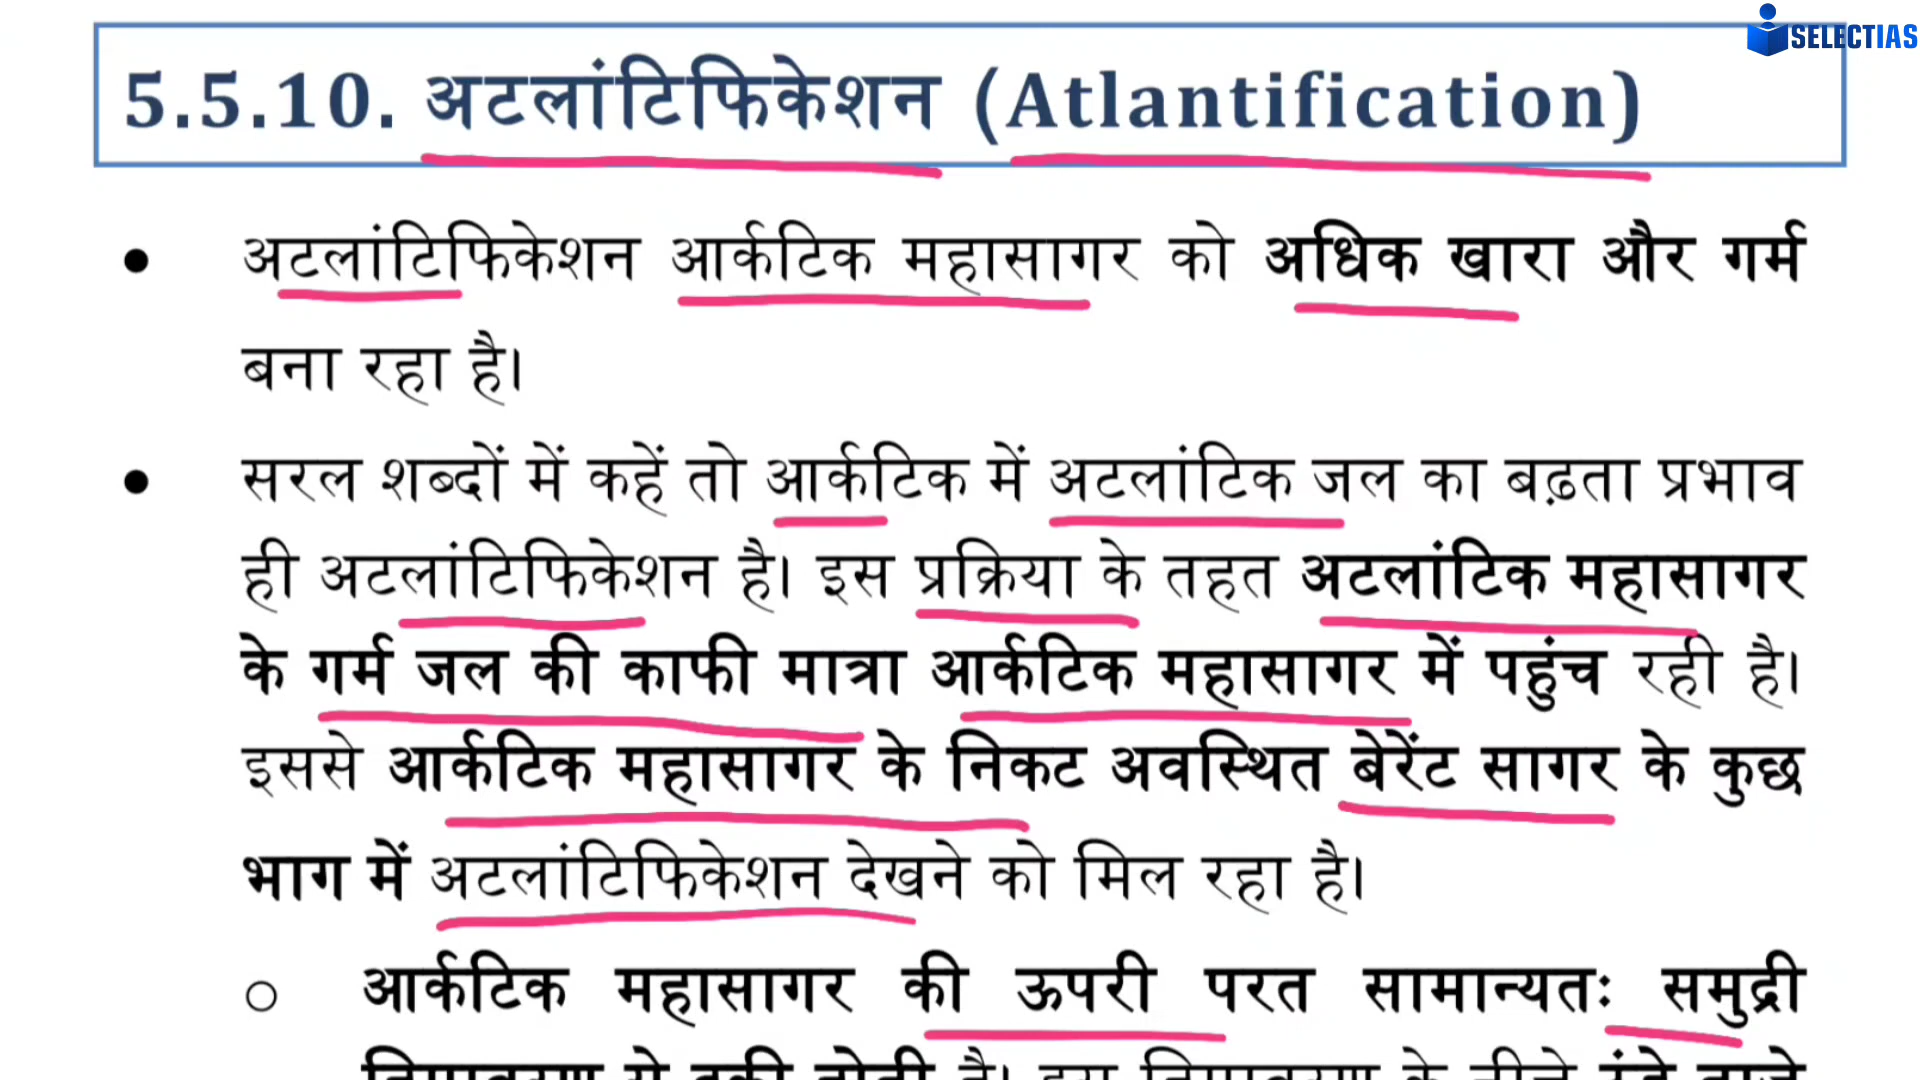 SELECTIAS
5.5.10. अटलांटिफिकेशन (Atlantification)
• अटलांटिफिकेशन आर्कटिक महासागर को अधिक खारा और गर्म
बना रहा है।
• सरल शब्दों में कहें तो आर्कटिक में अटलांटिक जल का बढ़ता प्रभाव
ही अटलांटिफिकेशन है। इस प्रक्रिया के तहत अटलांटिक महासागर
के गर्म जल की काफी मात्रा आर्कटिक महासागर में पहुंच रही है।
इससे आर्कटिक महासागर के निकट अवस्थित बेरेंट सागर के कुछ
भाग में अटलांटिफिकेशन देखने को मिल रहा है।
o आर्कटिक महासागर की ऊपरी परत सामान्यतः समुद्री